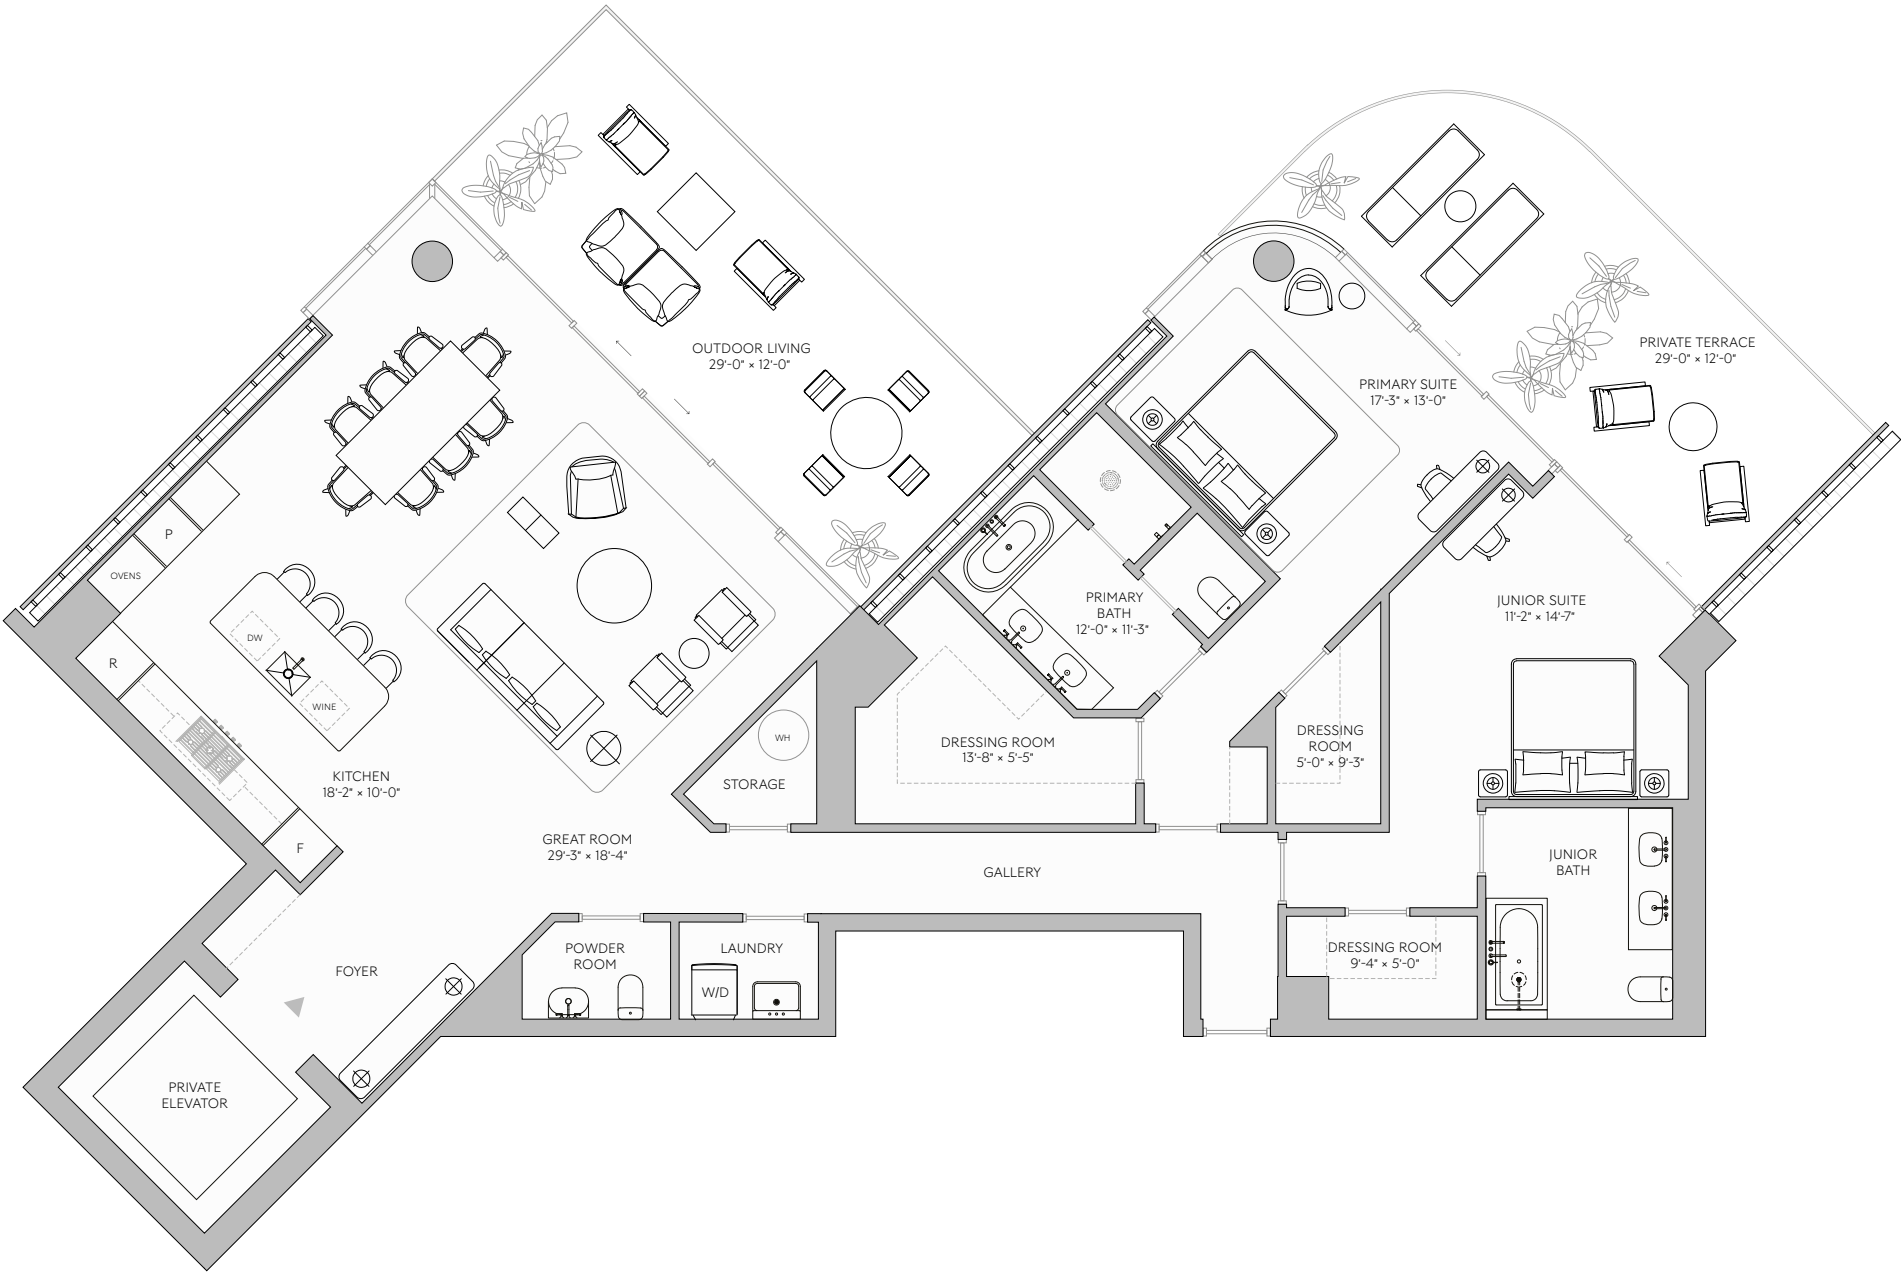 OUTDOOR LIVING
29'-0" × 12'-0"
PRIVATE TERRACE
29'-0" × 12'-0"
PRIMARY SUITE
17'-3" × 13'-0"
P
OVENS
DW
R
WINE
KITCHEN
18'-2" × 10'-0"
F
PRIMARY
BATH
12'-0" × 11'-3"
JUNIOR SUITE
11'-2" × 14'-7"
WH
STORAGE
DRESSING ROOM
13'-8" × 5'-5"
DRESSING
ROOM
5'-0" × 9'-3"
GREAT ROOM
29'-3" × 18'-4"
GALLERY
JUNIOR
BATH
FOYER
POWDER
ROOM
LAUNDRY
W/D
DRESSING ROOM
9'-4" × 5'-0"
PRIVATE
ELEVATOR